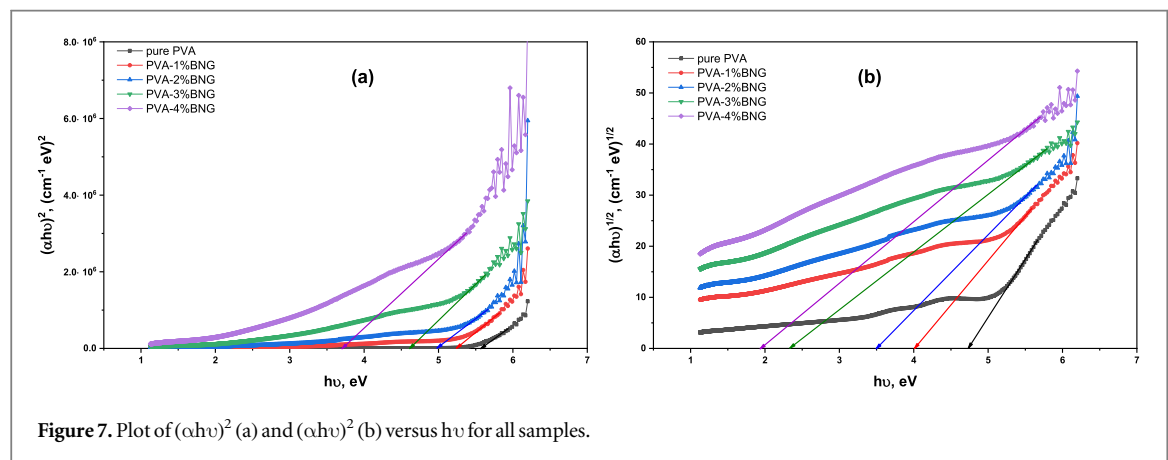 (a)
pure PVA
PVA-1%BNG
PVA-2%BNG
PVA-3%BNG
PVA-4%BNG
8.0· 10⁶
6.0· 10⁶
4.0· 10⁶
2.0· 10⁶
0.0
(αhυ)², (cm⁻¹ eV)²
1 2 3 4 5 6 7
hυ, eV
(b)
pure PVA
PVA-1%BNG
PVA-2%BNG
PVA-3%BNG
PVA-4%BNG
60
50
40
30
20
10
0
(αhυ)¹/², (cm⁻¹ eV)¹/²
1 2 3 4 5 6 7
hυ, eV
Figure 7. Plot of (αhυ)² (a) and (αhυ)² (b) versus hυ for all samples.